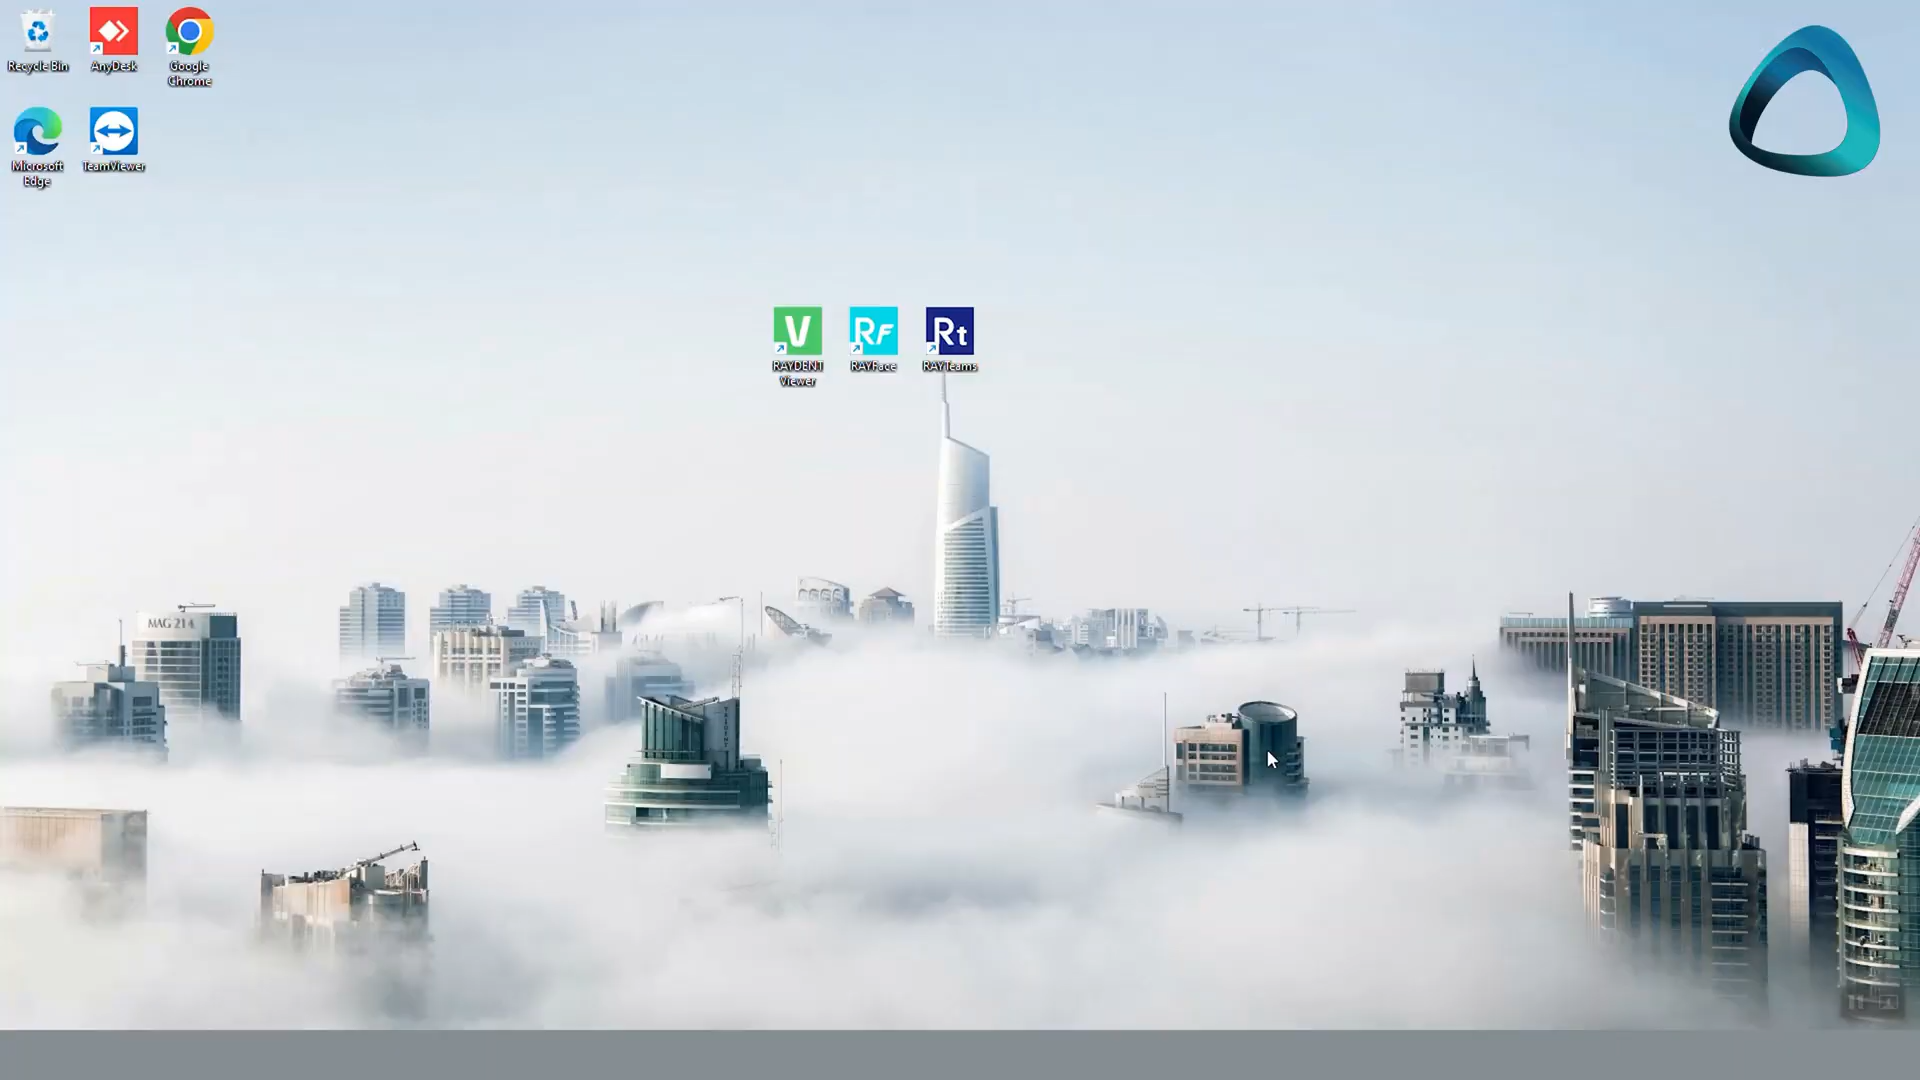 Recycle Bin
AnyDesk
Google
Chrome
Microsoft
Edge
TeamViewer
V
RAYDENT
Viewer
RF
RAYFace
Rt
RAYTeams
MAG 214